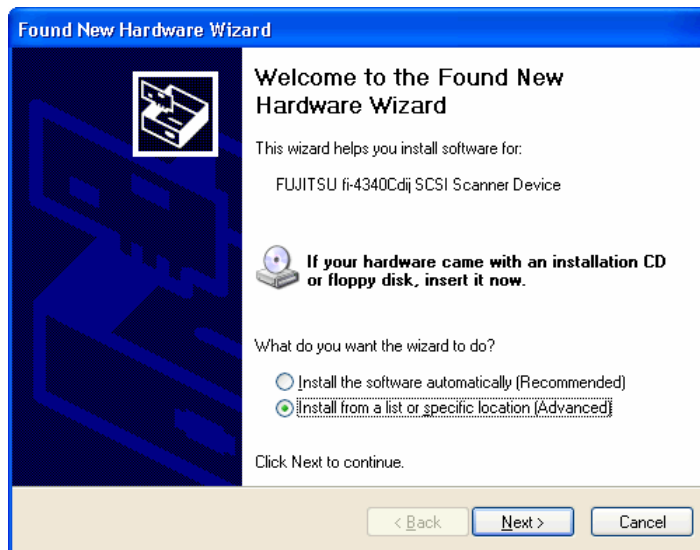 Found New Hardware Wizard
Welcome to the Found New
Hardware Wizard
This wizard helps you install software for:
FUJITSU fi-4340Cdij SCSI Scanner Device
If your hardware came with an installation CD
or floppy disk, insert it now.
What do you want the wizard to do?
Install the software automatically (Recommended)
Install from a list or specific location (Advanced)
Click Next to continue.
< Back Next > Cancel